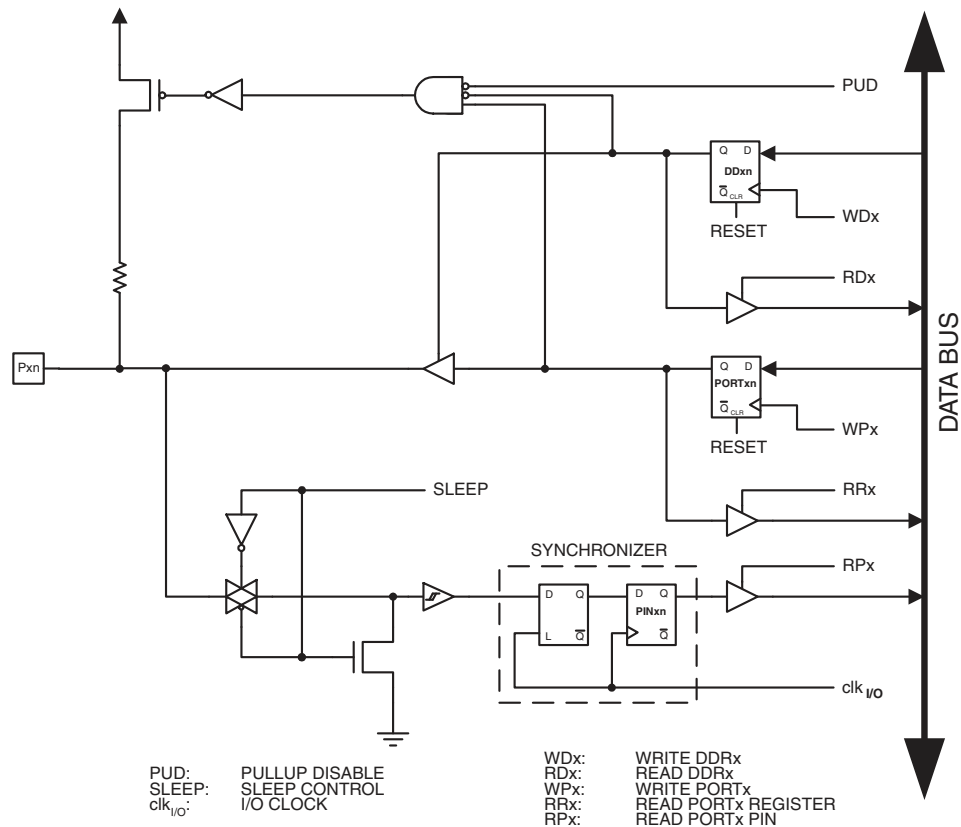 PUD
Q D
DDxn
Q CLR
WDx
RESET
RDx
Pxn
Q D
PORTxn
Q CLR
WPx
RESET
DATA BUS
SLEEP
RRx
SYNCHRONIZER
RPx
D Q
L Q
D Q
PINxn
Q
clk I/O
PUD: PULLUP DISABLE
SLEEP: SLEEP CONTROL
clk I/O: I/O CLOCK
WDx: WRITE DDRx
RDx: READ DDRx
WPx: WRITE PORTx
RRx: READ PORTx REGISTER
RPx: READ PORTx PIN